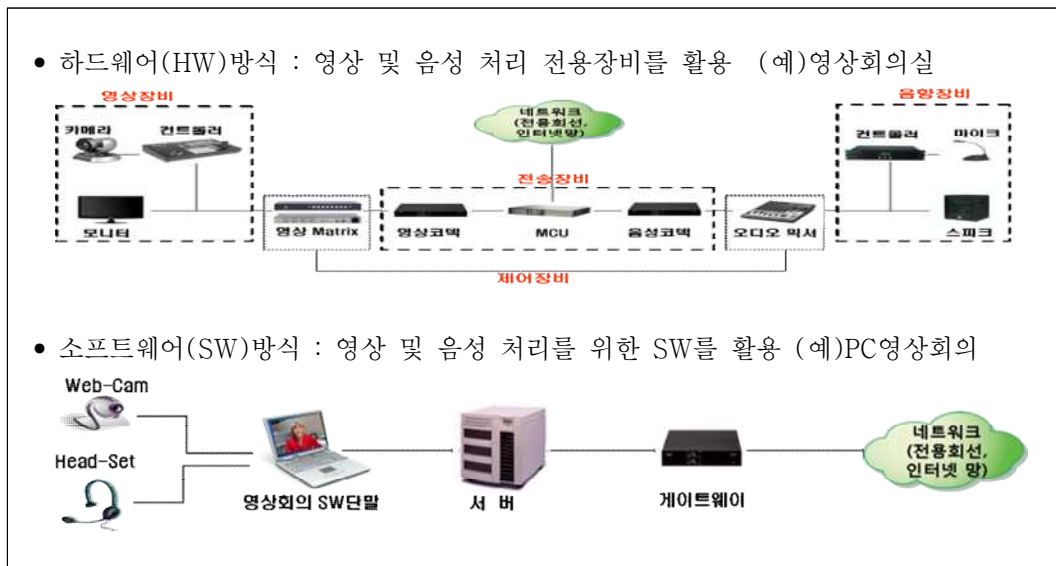 • 하드웨어(HW)방식 : 영상 및 음성 처리 전용장비를 활용 (예)영상회의실
영상장비
음향장비
카메라
컨트롤러
네트워크
(전용회선,
인터넷망)
컨트롤러
마이크
전송장비
모니터
영상 Matrix
영상코덱
MCU
음성코덱
오디오 믹서
스피크
제어장비
• 소프트웨어(SW)방식 : 영상 및 음성 처리를 위한 SW를 활용 (예)PC영상회의
Web-Cam
Head-Set
영상회의 SW단말
서 버
게이트웨이
네트워크
(전용회선,
인터넷 망)